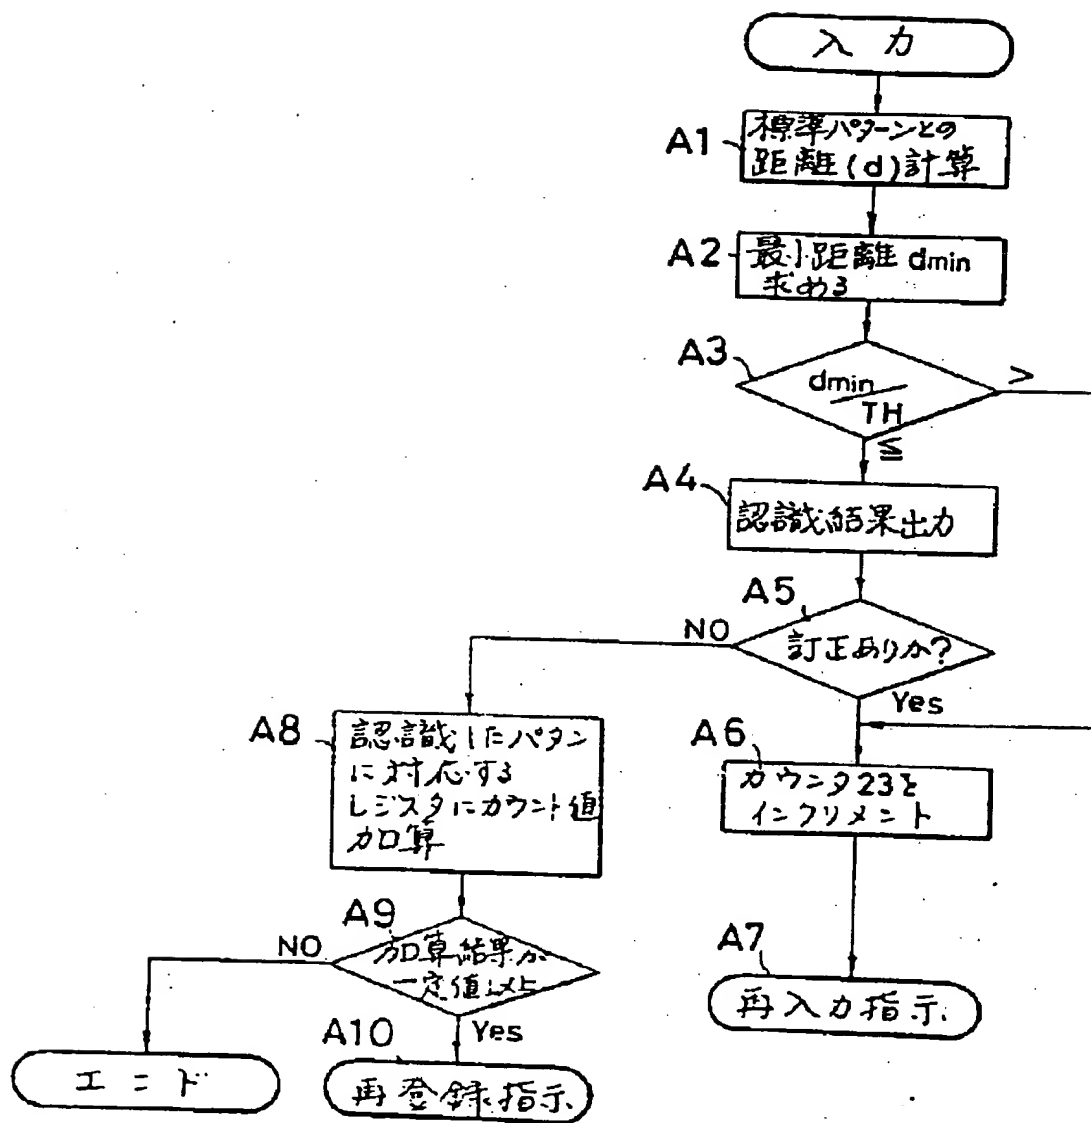 入力
A1
標準パターンとの
距離(d)計算
A2
最小距離 dmin
求める
A3
dmin
TH
>
≦
A4
認識結果出力
A5
訂正ありか?
NO
Yes
A6
カウンタ23を
インクリメント
A7
再入力指示
A8
認識したパタン
に対応する
レジスタにカウント値
加算
A9
加算結果が
一定値以上
NO
Yes
A10
再登録指示
エンド